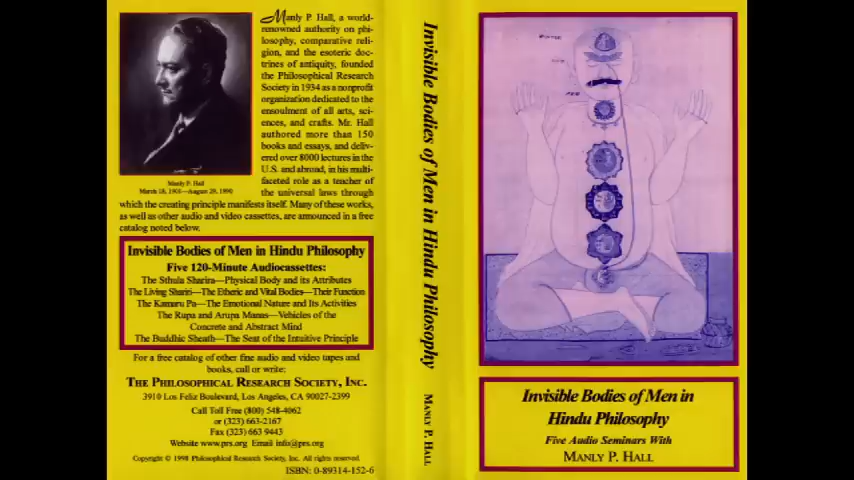 Manly P. Hall, a world-
renowned authority on phi-
losophy, comparative reli-
gion, and the esoteric doc-
trines of antiquity, founded
the Philosophical Research
Society in 1934 as a nonprofit
organization dedicated to the
ensoulment of all arts, sci-
ences, and crafts. Mr. Hall
authored more than 150
books and essays, and deliv-
ered over 8000 lectures in the
U.S. and abroad, in his multi-
faceted role as a teacher of
the universal laws through
which the creating principle manifests itself. Many of these works,
as well as other audio and video cassettes, are announced in a free
catalog noted below.
Manly P. Hall
March 18, 1901—August 29, 1990
Invisible Bodies of Men in Hindu Philosophy
Five 120-Minute Audiocassettes:
The Sthula Sharira—Physical Body and its Attributes
The Living Shariri—The Etheric and Vital Bodies—Their Function
The Kamaru Pa—The Emotional Nature and Its Activities
The Rupa and Arupa Manas—Vehicles of the
Concrete and Abstract Mind
The Buddhic Sheath—The Seat of the Intuitive Principle
For a free catalog of other fine audio and video tapes and
books, call or write:
THE PHILOSOPHICAL RESEARCH SOCIETY, INC.
3910 Los Feliz Boulevard, Los Angeles, CA 90027-2399
Call Toll Free (800) 548-4062
or (323) 663-2167
Fax (323) 663 9443
Website www.prs.org Email info@prs.org
Copyright © 1998 Philosophical Research Society, Inc. All rights reserved.
ISBN: 0-89314-152-6
Invisible Bodies of Men in Hindu Philosophy
MANLY P. HALL
Invisible Bodies of Men in
Hindu Philosophy
Five Audio Seminars With
MANLY P. HALL